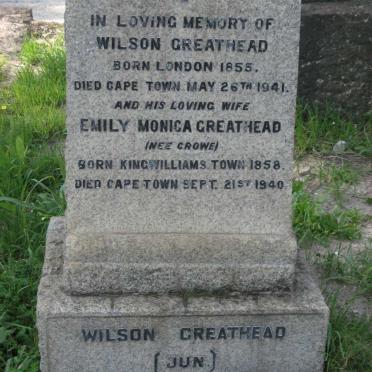 IN LOVING MEMORY OF
WILSON GREATHEAD
BORN LONDON 1855.
DIED CAPE TOWN MAY 26TH 1941.
AND HIS LOVING WIFE
EMILY MONICA GREATHEAD
(NEE CROWE)
BORN KINGWILLIAMS TOWN 1858.
DIED CAPE TOWN SEPT. 21ST 1940.
WILSON GREATHEAD
(JUN.)